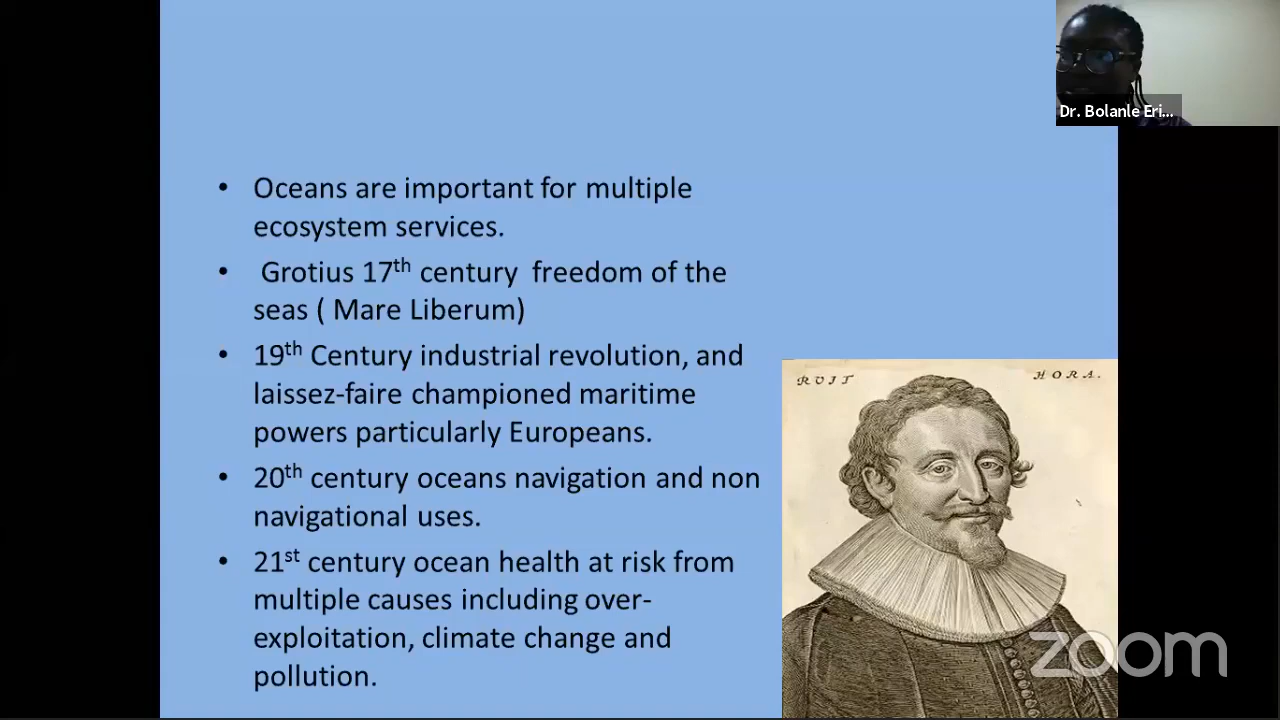 Dr. Bolanle Eri...
• Oceans are important for multiple
ecosystem services.
• Grotius 17th century freedom of the
seas ( Mare Liberum)
• 19th Century industrial revolution, and
laissez-faire championed maritime
powers particularly Europeans.
• 20th century oceans navigation and non
navigational uses.
• 21st century ocean health at risk from
multiple causes including over-
exploitation, climate change and
pollution.
RUIT HORA.
zoom